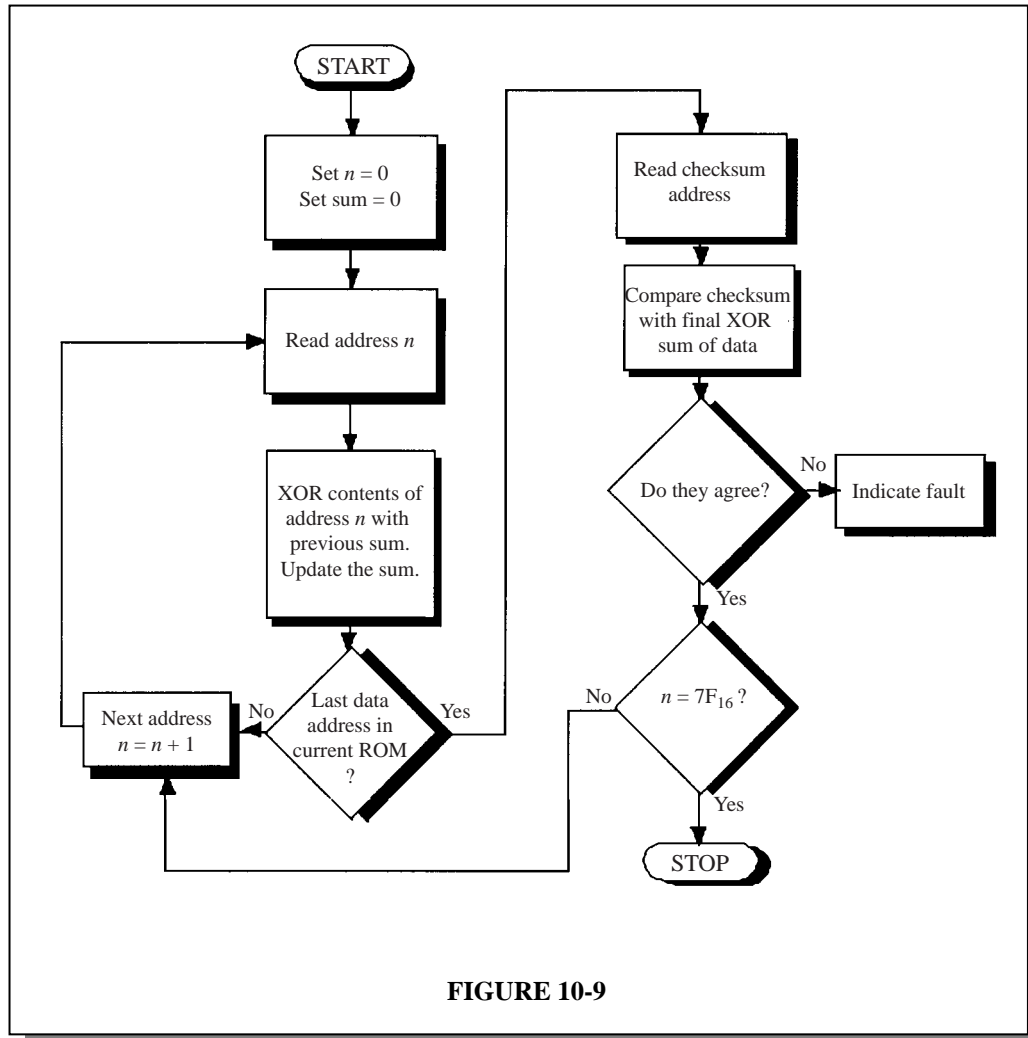 START
Set n = 0
Set sum = 0
Read address n
XOR contents of
address n with
previous sum.
Update the sum.
Last data
address in
current ROM
?
No
Yes
Next address
n = n + 1
Read checksum
address
Compare checksum
with final XOR
sum of data
Do they agree?
No
Indicate fault
Yes
n = 7F₁₆ ?
No
Yes
STOP
FIGURE 10-9